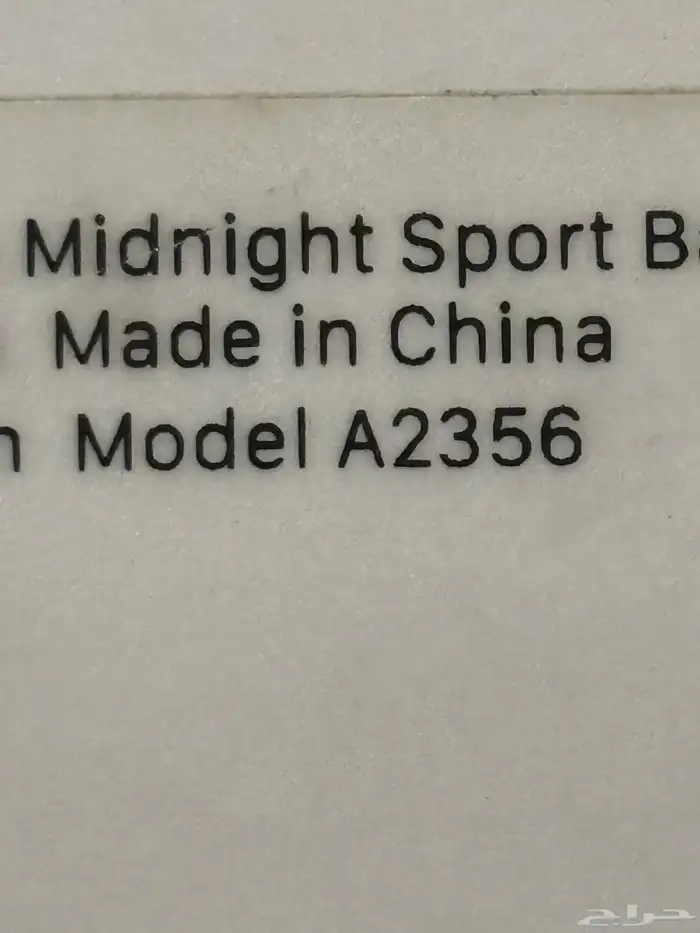 Midnight Sport
Made in China
Model A2356
حراج